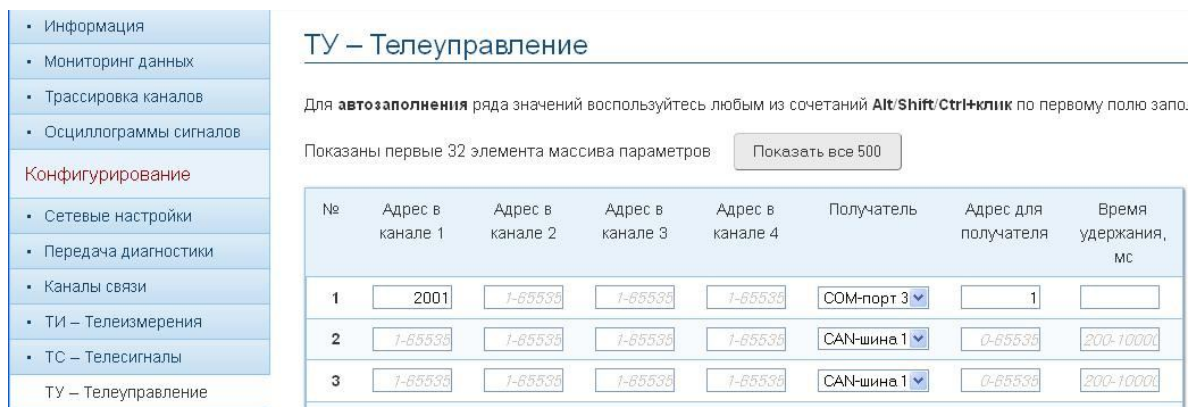 Информация
Мониторинг данных
Трассировка каналов
Осциллограммы сигналов
Конфигурирование
Сетевые настройки
Передача диагностики
Каналы связи
ТИ – Телеизмерения
ТС – Телесигналы
ТУ – Телеуправление
ТУ – Телеуправление
Для автозаполнения ряда значений воспользуйтесь любым из сочетаний Alt/Shift/Ctrl+клик по первому полю запо
Показаны первые 32 элемента массива параметров Показать все 500
№ Адрес в канале 1 Адрес в канале 2 Адрес в канале 3 Адрес в канале 4 Получатель Адрес для получателя Время удержания, мс
1 2001 1-65535 1-65535 1-65535 COM-порт 3 1
2 1-65535 1-65535 1-65535 1-65535 CAN-шина 1 0-65535 200-10000
3 1-65535 1-65535 1-65535 1-65535 CAN-шина 1 0-65535 200-10000